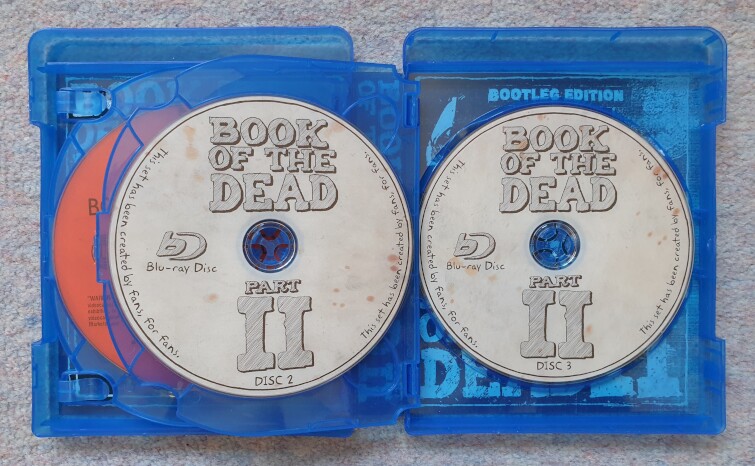 BOOK
OF THE
DEAD
This set has been created by fans, for fans.
This set has been created by fans, for fans.
Blu-ray Disc
PART
II
DISC 2
BOOTLEG EDITION
BOOK
OF THE
DEAD
This set has been created by fans, for fans.
This set has been created by fans, for fans.
Blu-ray Disc
PART
II
DISC 3